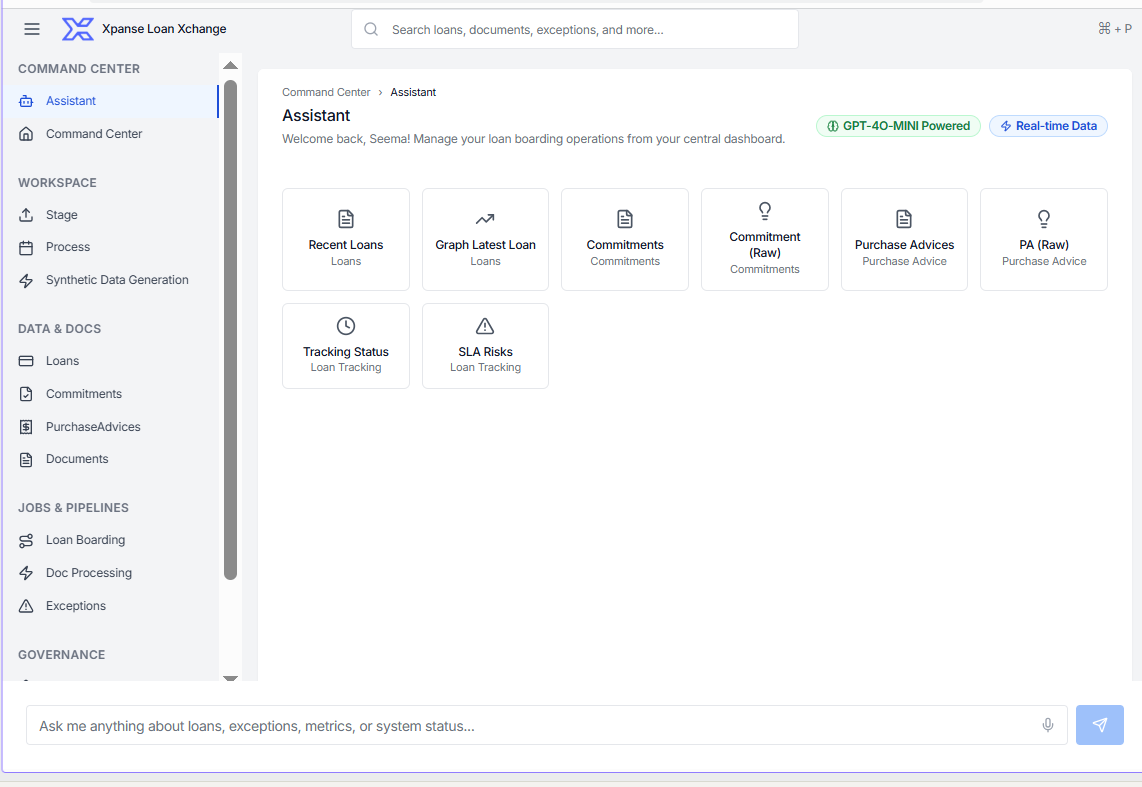 Xpanse Loan Xchange
Search loans, documents, exceptions, and more...
⌘ + P
COMMAND CENTER
Assistant
Command Center
WORKSPACE
Stage
Process
Synthetic Data Generation
DATA & DOCS
Loans
Commitments
PurchaseAdvices
Documents
JOBS & PIPELINES
Loan Boarding
Doc Processing
Exceptions
GOVERNANCE
Command Center › Assistant
Assistant
Welcome back, Seema! Manage your loan boarding operations from your central dashboard.
GPT-4O-MINI Powered
Real-time Data
Recent Loans
Loans
Graph Latest Loan
Loans
Commitments
Commitments
Commitment
(Raw)
Commitments
Purchase Advices
Purchase Advice
PA (Raw)
Purchase Advice
Tracking Status
Loan Tracking
SLA Risks
Loan Tracking
Ask me anything about loans, exceptions, metrics, or system status...